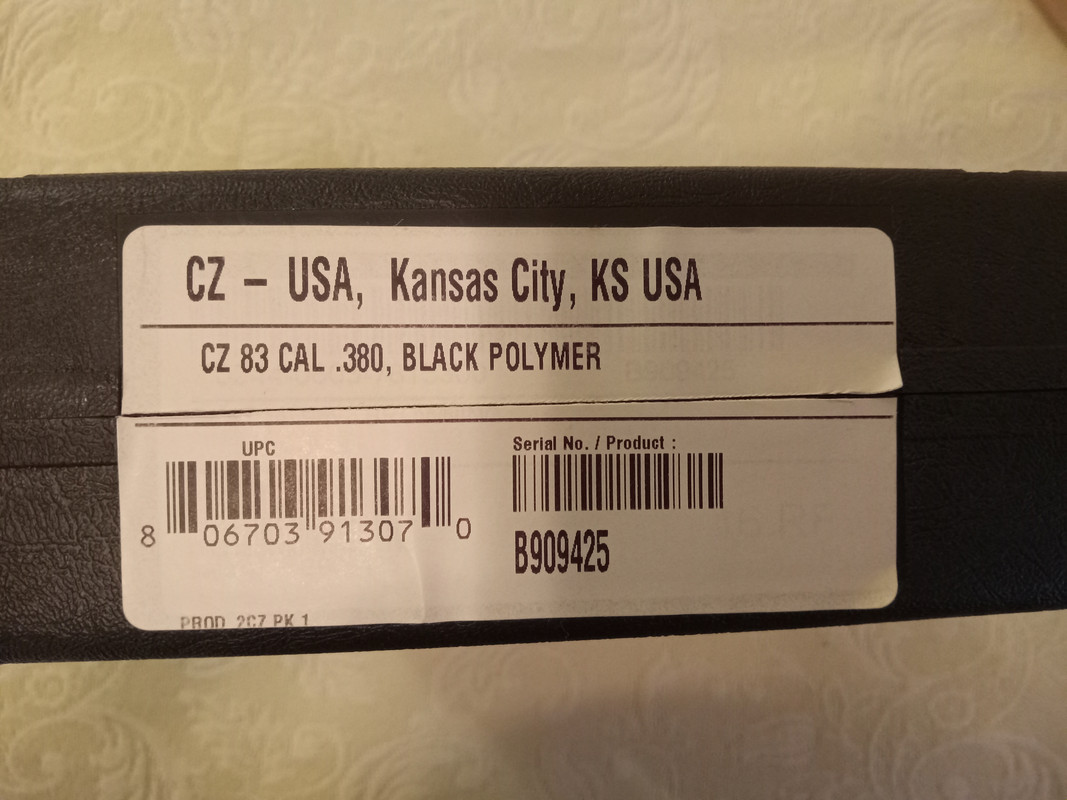 CZ – USA, Kansas City, KS USA
CZ 83 CAL .380, BLACK POLYMER
UPC
8 06703 91307 0
Serial No. / Product :
B909425
PROD. 2C7 PK 1